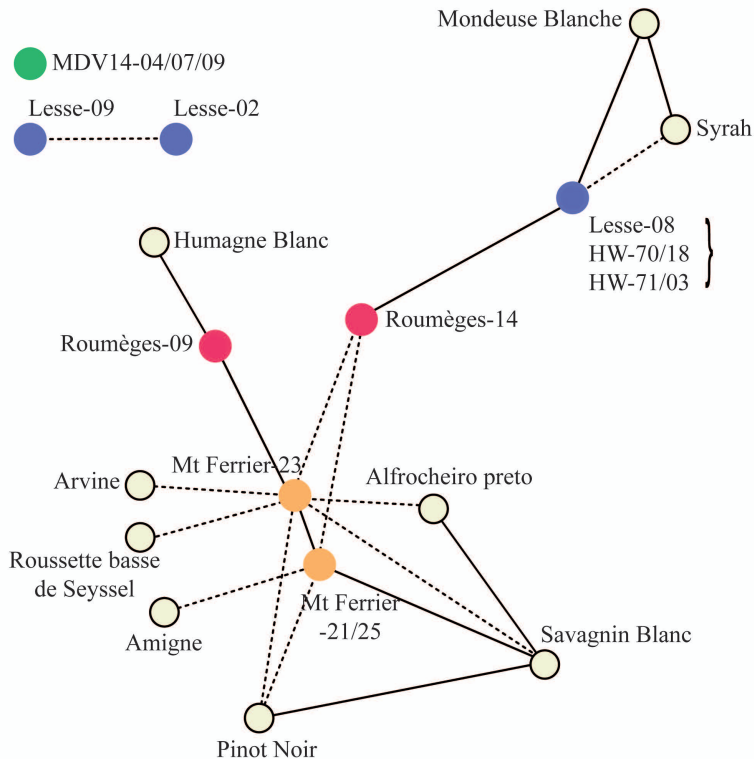 Mondeuse Blanche
MDV14-04/07/09
Lesse-09
Lesse-02
Syrah
Lesse-08
HW-70/18
HW-71/03
Humagne Blanc
Roumèges-14
Roumèges-09
Mt Ferrier-23
Arvine
Alfrocheiro preto
Roussette basse
de Seyssel
Amigne
Mt Ferrier
-21/25
Savagnin Blanc
Pinot Noir